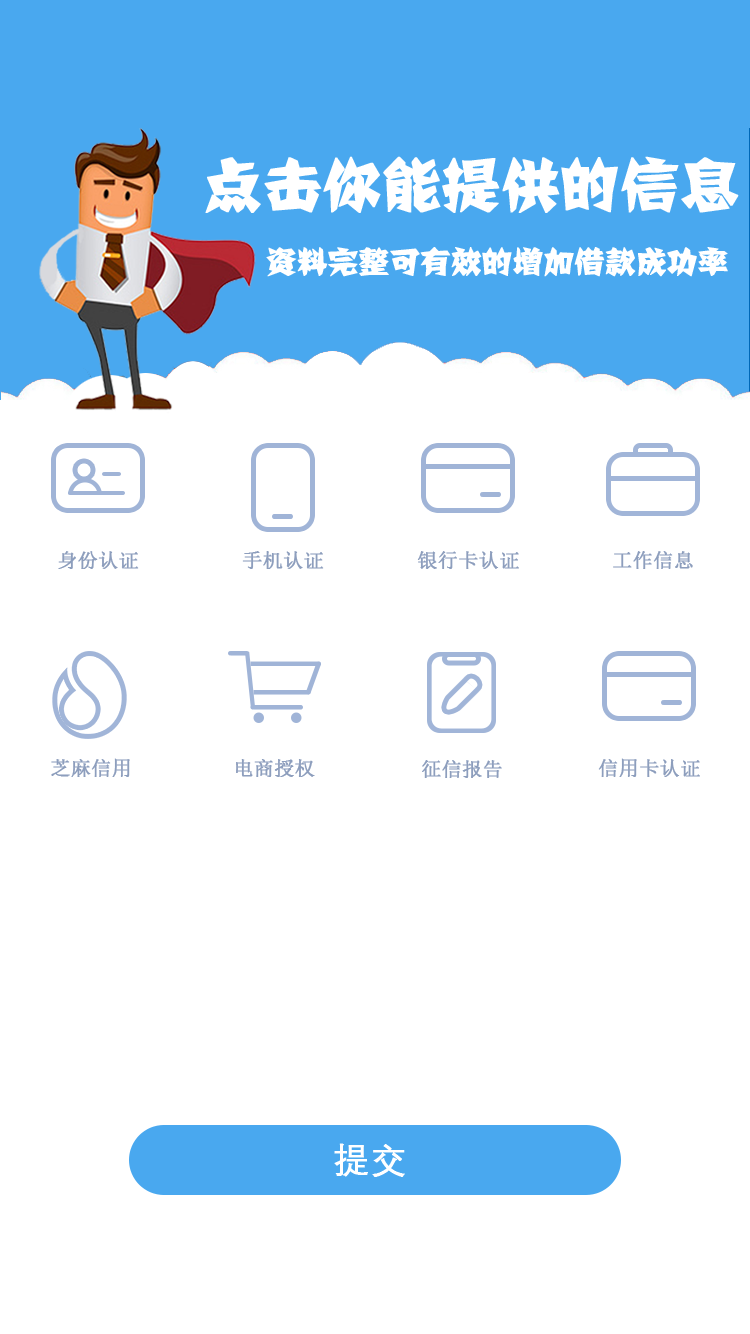 点击你能提供的信息
资料完整可有效的增加借款成功率
身份认证
手机认证
银行卡认证
工作信息
芝麻信用
电商授权
征信报告
信用卡认证
提交